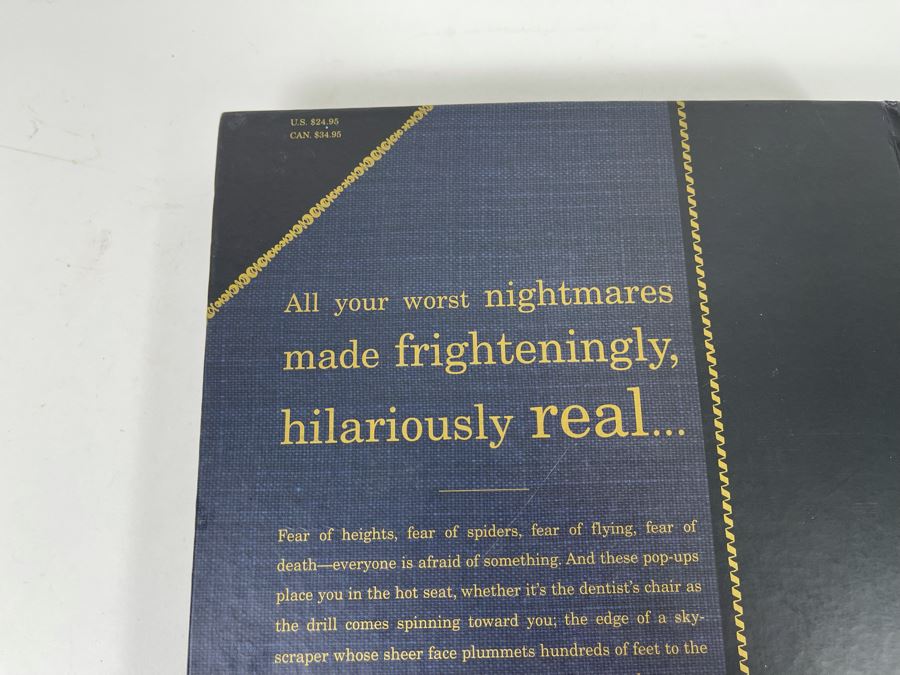 U.S. $24.95
CAN. $34.95
All your worst nightmares
made frighteningly,
hilariously real...
Fear of heights, fear of spiders, fear of flying, fear of
death—everyone is afraid of something. And these pop-ups
place you in the hot seat, whether it's the dentist's chair as
the drill comes spinning toward you; the edge of a sky-
scraper whose sheer face plummets hundreds of feet to the